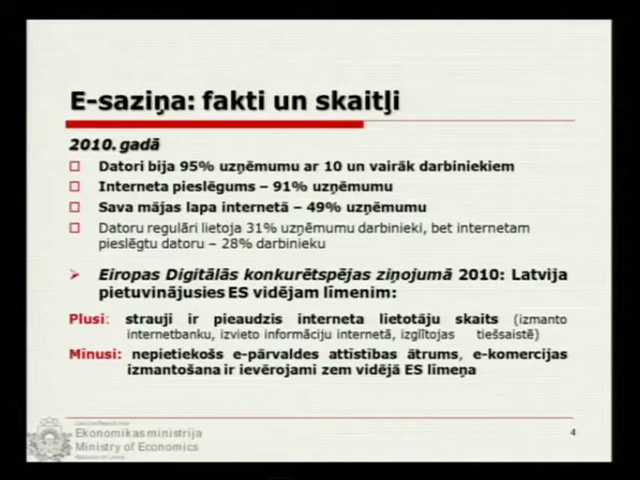 E-saziņa: fakti un skaitļi
2010. gadā
Datori bija 95% uzņēmumu ar 10 un vairāk darbiniekiem
Interneta pieslēgums – 91% uzņēmumu
Sava mājas lapa internetā – 49% uzņēmumu
Datoru regulāri lietoja 31% uzņēmumu darbinieki, bet internetam
pieslēgtu datoru – 28% darbinieku
Eiropas Digitālās konkurētspējas ziņojumā 2010: Latvija
pietuvinājusies ES vidējam līmenim:
Plusi: strauji ir pieaudzis interneta lietotāju skaits (izmanto
internetbanku, izvieto informāciju internetā, izglītojas tiešsaistē)
Mīnusi: nepietiekošs e-pārvaldes attīstības ātrums, e-komercijas
izmantošana ir ievērojami zem vidējā ES līmeņa
Ekonomikas ministrija
Ministry of Economics
4